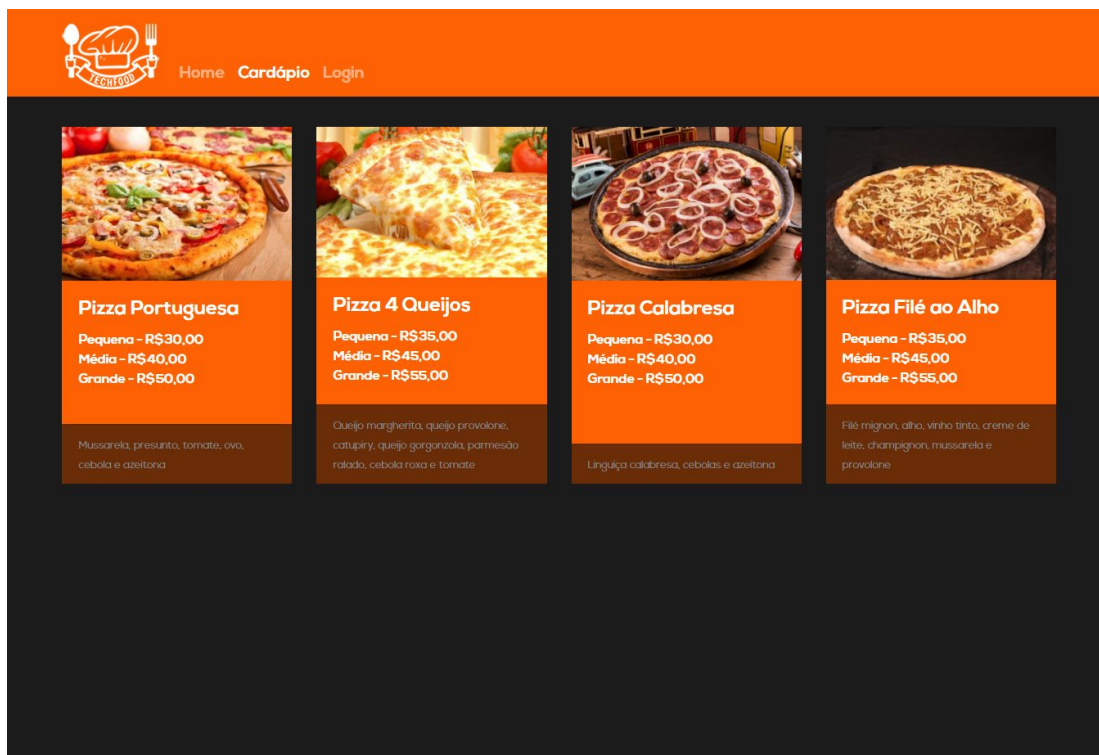 TECHFOOD
Home Cardápio Login
Pizza Portuguesa
Pequena - R$30,00
Média - R$40,00
Grande - R$50,00
Mussarela, presunto, tomate, ovo,
cebola e azeitona
Pizza 4 Queijos
Pequena - R$35,00
Média - R$45,00
Grande - R$55,00
Queijo margherita, queijo provolone,
catupiry, queijo gorgonzola, parmesão
ralado, cebola roxa e tomate
Pizza Calabresa
Pequena - R$30,00
Média - R$40,00
Grande - R$50,00
Linguiça calabresa, cebolas e azeitona
Pizza Filé ao Alho
Pequena - R$35,00
Média - R$45,00
Grande - R$55,00
Filé mignon, alho, vinho tinto, creme de
leite, champignon, mussarela e
provolone